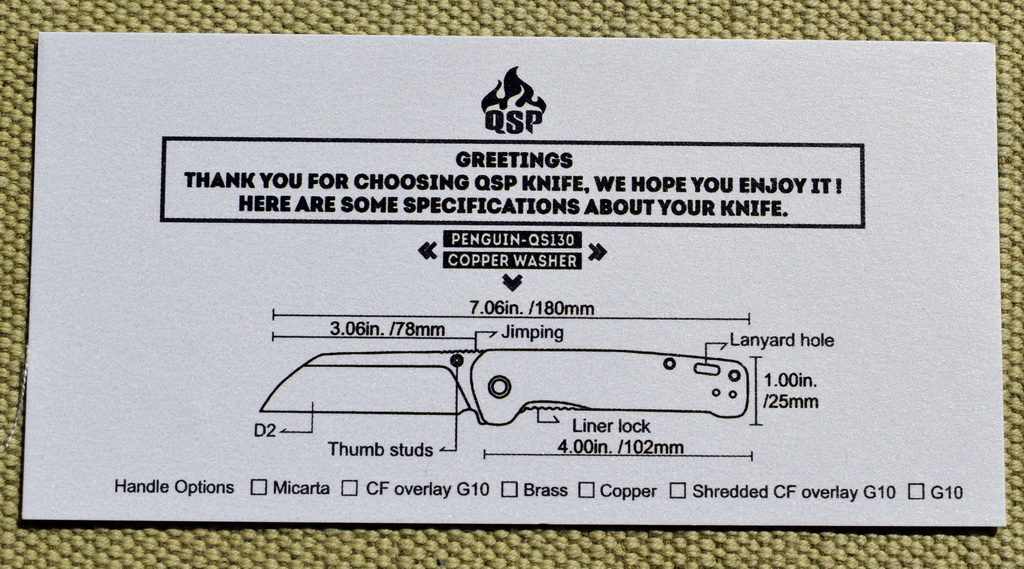 QSP
GREETINGS
THANK YOU FOR CHOOSING QSP KNIFE, WE HOPE YOU ENJOY IT !
HERE ARE SOME SPECIFICATIONS ABOUT YOUR KNIFE.
PENGUIN-QS130
COPPER WASHER
7.06in. /180mm
3.06in. /78mm
Jimping
Lanyard hole
1.00in.
/25mm
D2
Thumb studs
Liner lock
4.00in. /102mm
Handle Options □ Micarta □ CF overlay G10 □ Brass □ Copper □ Shredded CF overlay G10 □ G10